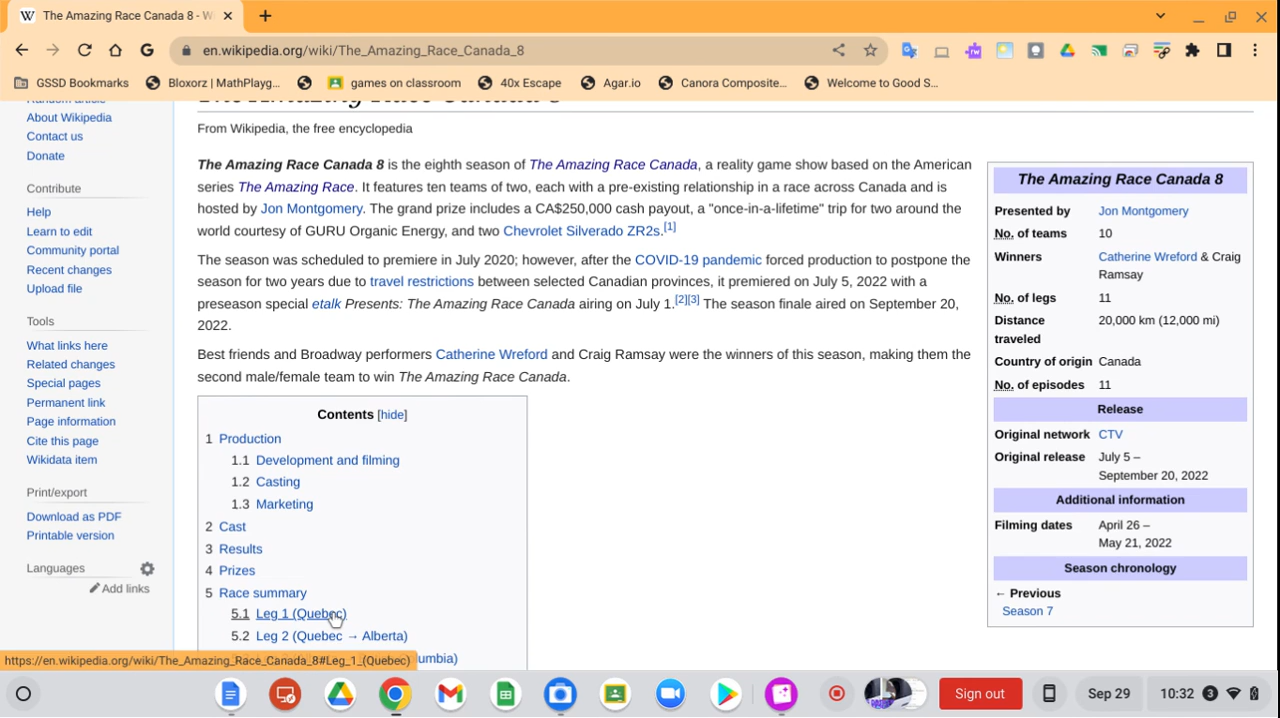 The Amazing Race Canada 8 - W
en.wikipedia.org/wiki/The_Amazing_Race_Canada_8
GSSD Bookmarks
Bloxorz | MathPlayg...
games on classroom
40x Escape
Agar.io
Canora Composite...
Welcome to Good S...
The Amazing Race Canada 8
Random article
About Wikipedia
Contact us
Donate
Contribute
Help
Learn to edit
Community portal
Recent changes
Upload file
Tools
What links here
Related changes
Special pages
Permanent link
Page information
Cite this page
Wikidata item
Print/export
Download as PDF
Printable version
Languages
Add links
From Wikipedia, the free encyclopedia
The Amazing Race Canada 8 is the eighth season of The Amazing Race Canada, a reality game show based on the American
series The Amazing Race. It features ten teams of two, each with a pre-existing relationship in a race across Canada and is
hosted by Jon Montgomery. The grand prize includes a CA$250,000 cash payout, a "once-in-a-lifetime" trip for two around the
world courtesy of GURU Organic Energy, and two Chevrolet Silverado ZR2s.[1]
The season was scheduled to premiere in July 2020; however, after the COVID-19 pandemic forced production to postpone the
season for two years due to travel restrictions between selected Canadian provinces, it premiered on July 5, 2022 with a
preseason special etalk Presents: The Amazing Race Canada airing on July 1.[2][3] The season finale aired on September 20,
2022.
Best friends and Broadway performers Catherine Wreford and Craig Ramsay were the winners of this season, making them the
second male/female team to win The Amazing Race Canada.
Contents [hide]
1 Production
1.1 Development and filming
1.2 Casting
1.3 Marketing
2 Cast
3 Results
4 Prizes
5 Race summary
5.1 Leg 1 (Quebec)
5.2 Leg 2 (Quebec → Alberta)
umbia)
The Amazing Race Canada 8
Presented by Jon Montgomery
No. of teams 10
Winners Catherine Wreford & Craig
Ramsay
No. of legs 11
Distance 20,000 km (12,000 mi)
traveled
Country of origin Canada
No. of episodes 11
Release
Original network CTV
Original release July 5 –
September 20, 2022
Additional information
Filming dates April 26 –
May 21, 2022
Season chronology
← Previous
Season 7
https://en.wikipedia.org/wiki/The_Amazing_Race_Canada_8#Leg_1_(Quebec)
Sign out
Sep 29
10:32
3